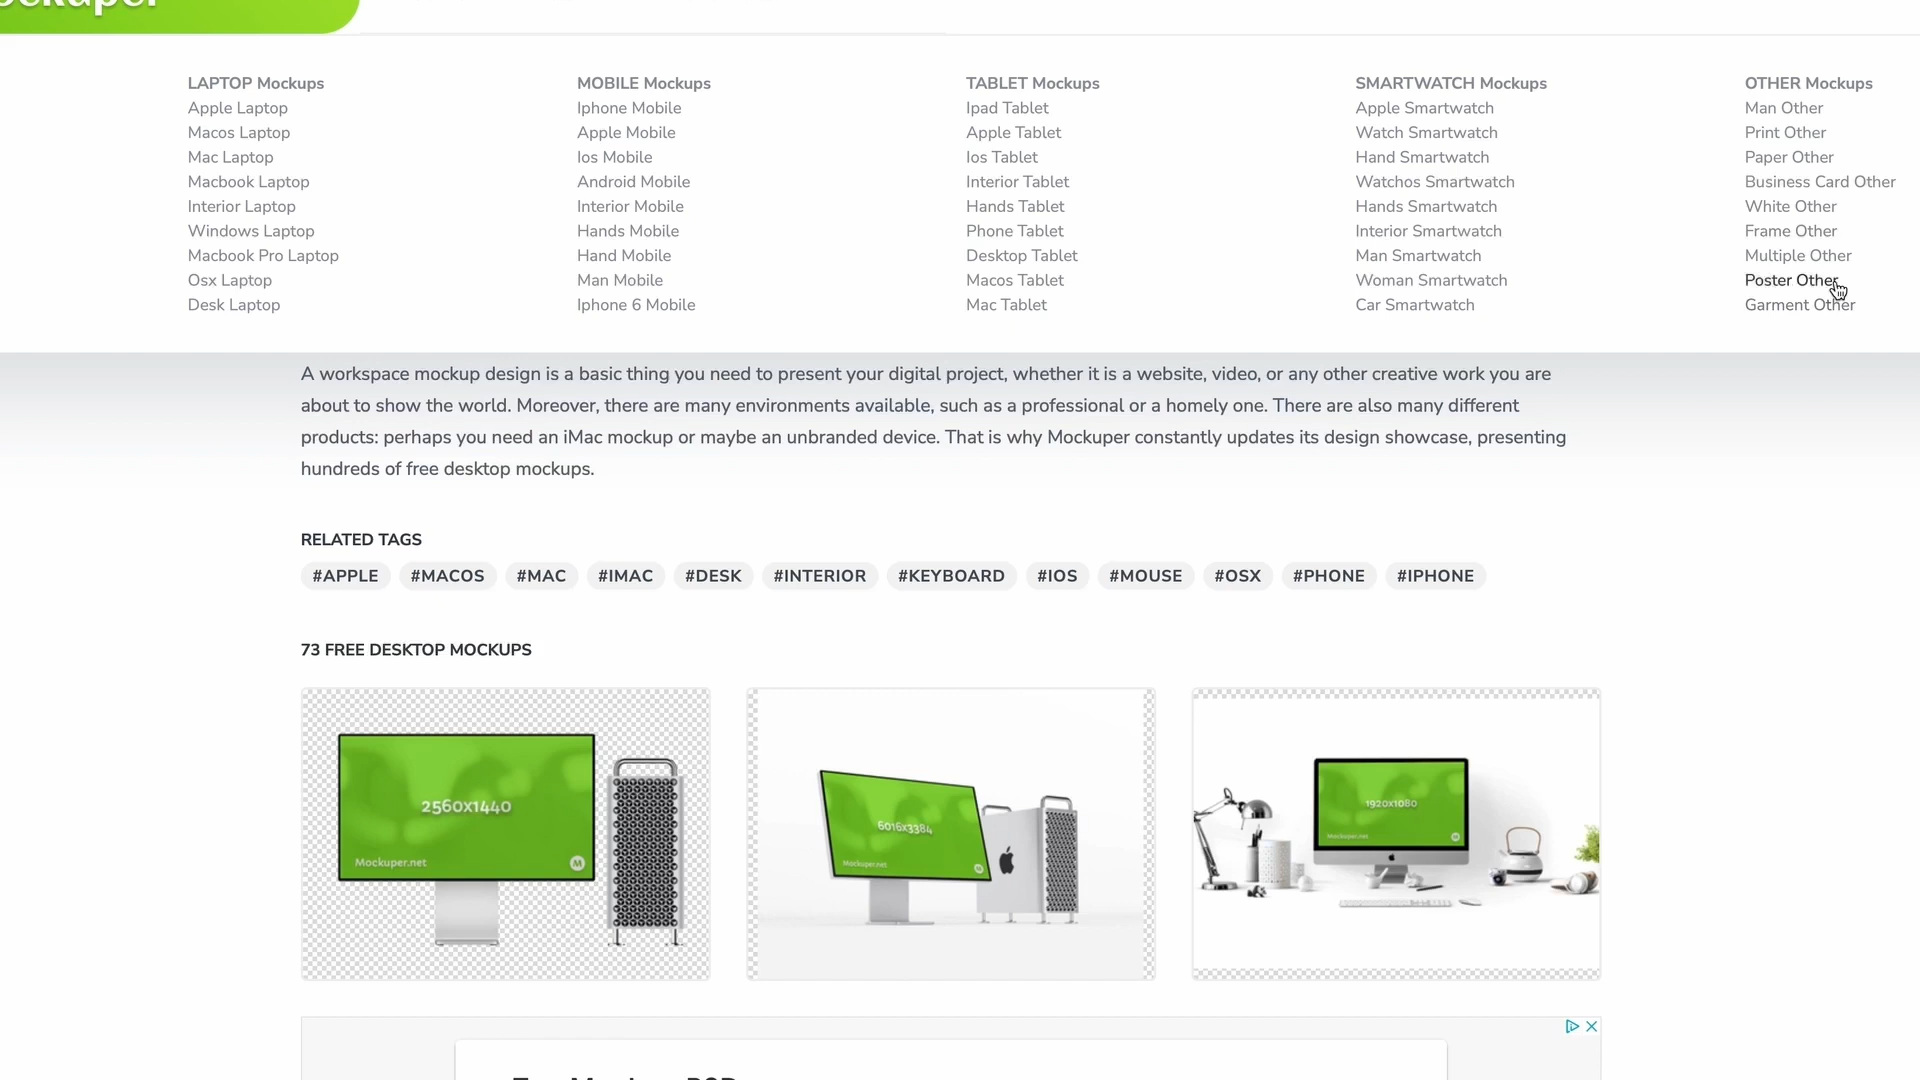 LAPTOP Mockups
Apple Laptop
Macos Laptop
Mac Laptop
Macbook Laptop
Interior Laptop
Windows Laptop
Macbook Pro Laptop
Osx Laptop
Desk Laptop
MOBILE Mockups
Iphone Mobile
Apple Mobile
Ios Mobile
Android Mobile
Interior Mobile
Hands Mobile
Hand Mobile
Man Mobile
Iphone 6 Mobile
TABLET Mockups
Ipad Tablet
Apple Tablet
Ios Tablet
Interior Tablet
Hands Tablet
Phone Tablet
Desktop Tablet
Macos Tablet
Mac Tablet
SMARTWATCH Mockups
Apple Smartwatch
Watch Smartwatch
Hand Smartwatch
Watchos Smartwatch
Hands Smartwatch
Interior Smartwatch
Man Smartwatch
Woman Smartwatch
Car Smartwatch
OTHER Mockups
Man Other
Print Other
Paper Other
Business Card Other
White Other
Frame Other
Multiple Other
Poster Other
Garment Other
A workspace mockup design is a basic thing you need to present your digital project, whether it is a website, video, or any other creative work you are
about to show the world. Moreover, there are many environments available, such as a professional or a homely one. There are also many different
products: perhaps you need an iMac mockup or maybe an unbranded device. That is why Mockuper constantly updates its design showcase, presenting
hundreds of free desktop mockups.
RELATED TAGS
#APPLE #MACOS #MAC #IMAC #DESK #INTERIOR #KEYBOARD #IOS #MOUSE #OSX #PHONE #IPHONE
73 FREE DESKTOP MOCKUPS
2560x1440
Mockuper.net M
6016x3384
Mockuper.net
1920x1080
Mockuper.net